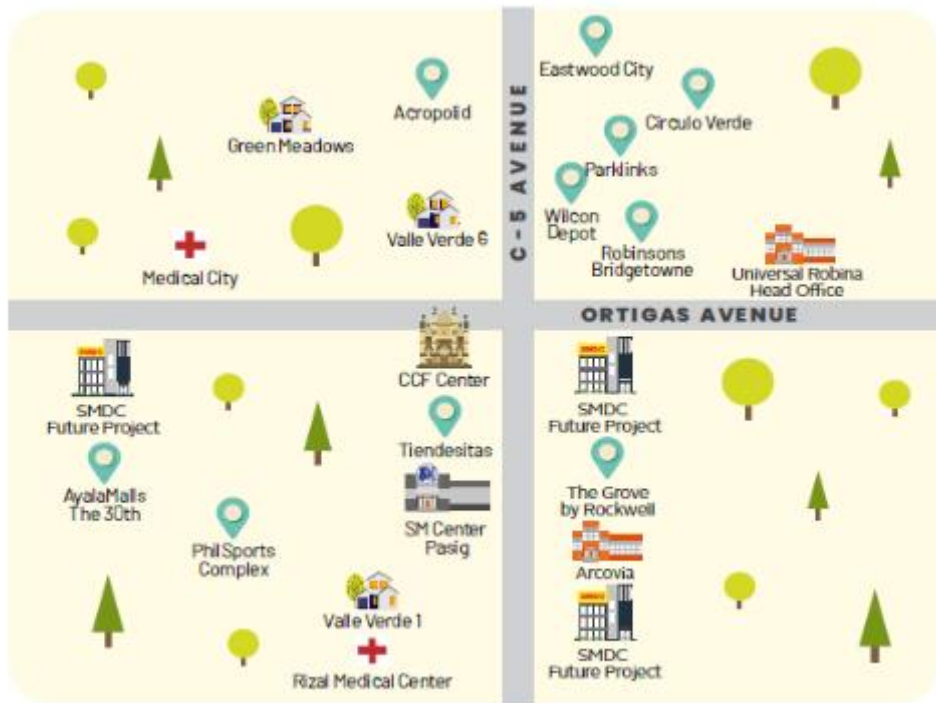 Eastwood City
Acropolid
Circulo Verde
Green Meadows
C-5 AVENUE
Parklinks
Wilcon
Depot
Valle Verde 6
Robinsons
Bridgetowne
Medical City
Universal Robina
Head Office
ORTIGAS AVENUE
CCF Center
SMDC
Future Project
SMDC
Future Project
Tiendesitas
AyalaMalls
The 30th
The Grove
by Rockwell
SM Center
Pasig
PhilSports
Complex
Arcovia
Valle Verde 1
SMDC
Future Project
Rizal Medical Center